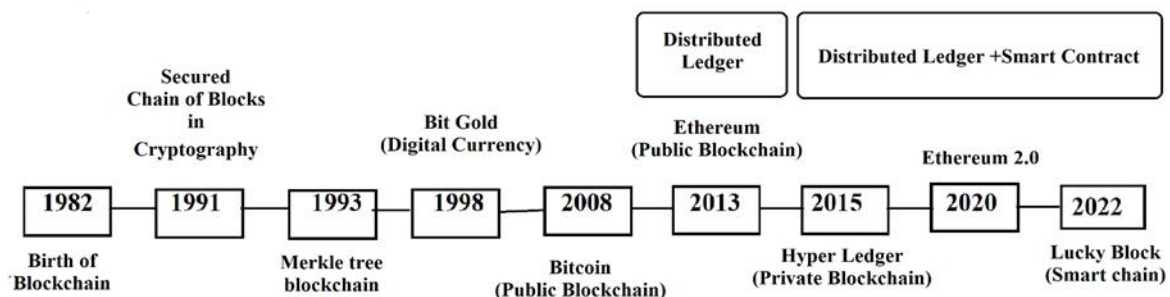 Distributed
Ledger
Distributed Ledger +Smart Contract
Secured
Chain of Blocks
in
Cryptography
Bit Gold
(Digital Currency)
Ethereum
(Public Blockchain)
Ethereum 2.0
1982
1991
1993
1998
2008
2013
2015
2020
2022
Birth of
Blockchain
Merkle tree
blockchain
Bitcoin
(Public Blockchain)
Hyper Ledger
(Private Blockchain)
Lucky Block
(Smart chain)